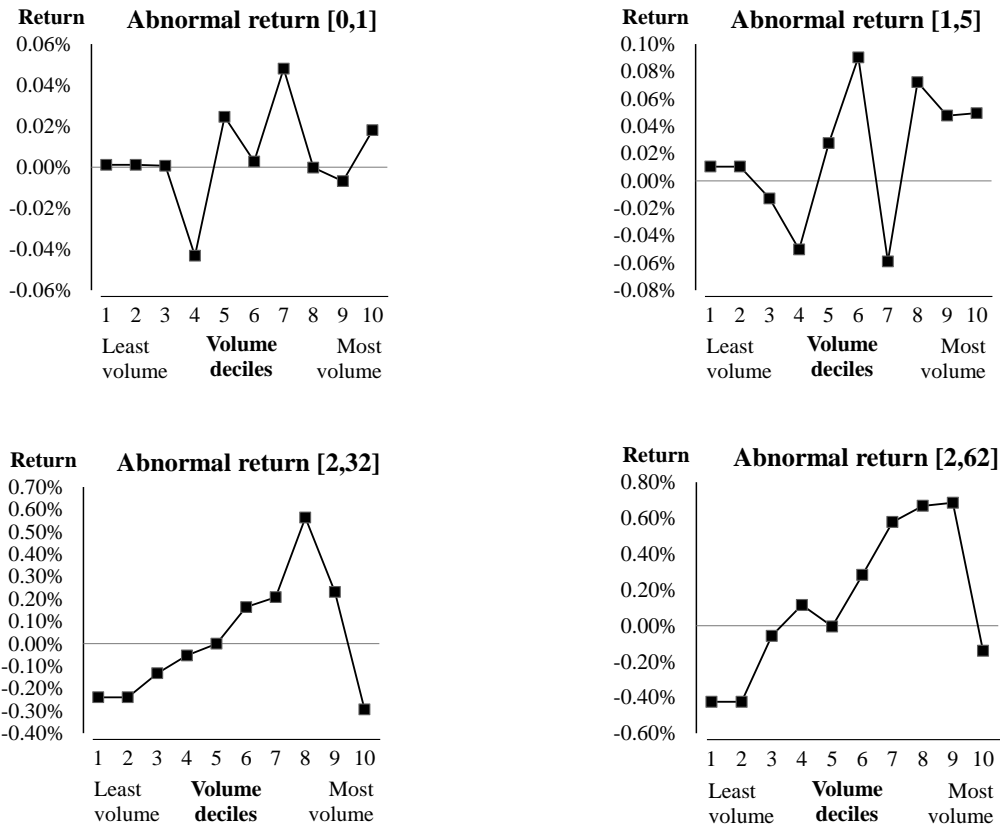 Return
Abnormal return [0,1]
0.06%
0.04%
0.02%
0.00%
-0.02%
-0.04%
-0.06%
1 2 3 4 5 6 7 8 9 10
Least volume
Volume deciles
Most volume
Return
Abnormal return [1,5]
0.10%
0.08%
0.06%
0.04%
0.02%
0.00%
-0.02%
-0.04%
-0.06%
-0.08%
1 2 3 4 5 6 7 8 9 10
Least volume
Volume deciles
Most volume
Return
Abnormal return [2,32]
0.70%
0.60%
0.50%
0.40%
0.30%
0.20%
0.10%
0.00%
-0.10%
-0.20%
-0.30%
-0.40%
1 2 3 4 5 6 7 8 9 10
Least volume
Volume deciles
Most volume
Return
Abnormal return [2,62]
0.80%
0.60%
0.40%
0.20%
0.00%
-0.20%
-0.40%
-0.60%
1 2 3 4 5 6 7 8 9 10
Least volume
Volume deciles
Most volume